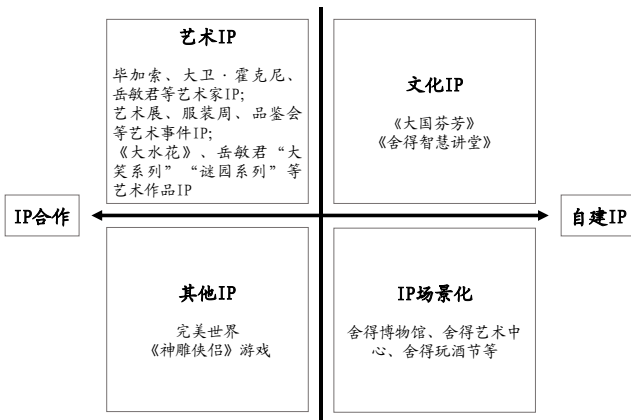 艺术IP
毕加索、大卫·霍克尼、
岳敏君等艺术家IP;
艺术展、服装周、品鉴会
等艺术事件IP;
《大水花》、岳敏君“大
笑系列”“谜园系列”等
艺术作品IP
文化IP
《大国芬芳》
《舍得智慧讲堂》
IP合作
自建IP
其他IP
完美世界
《神雕侠侣》游戏
IP场景化
舍得博物馆、舍得艺术中
心、舍得玩酒节等